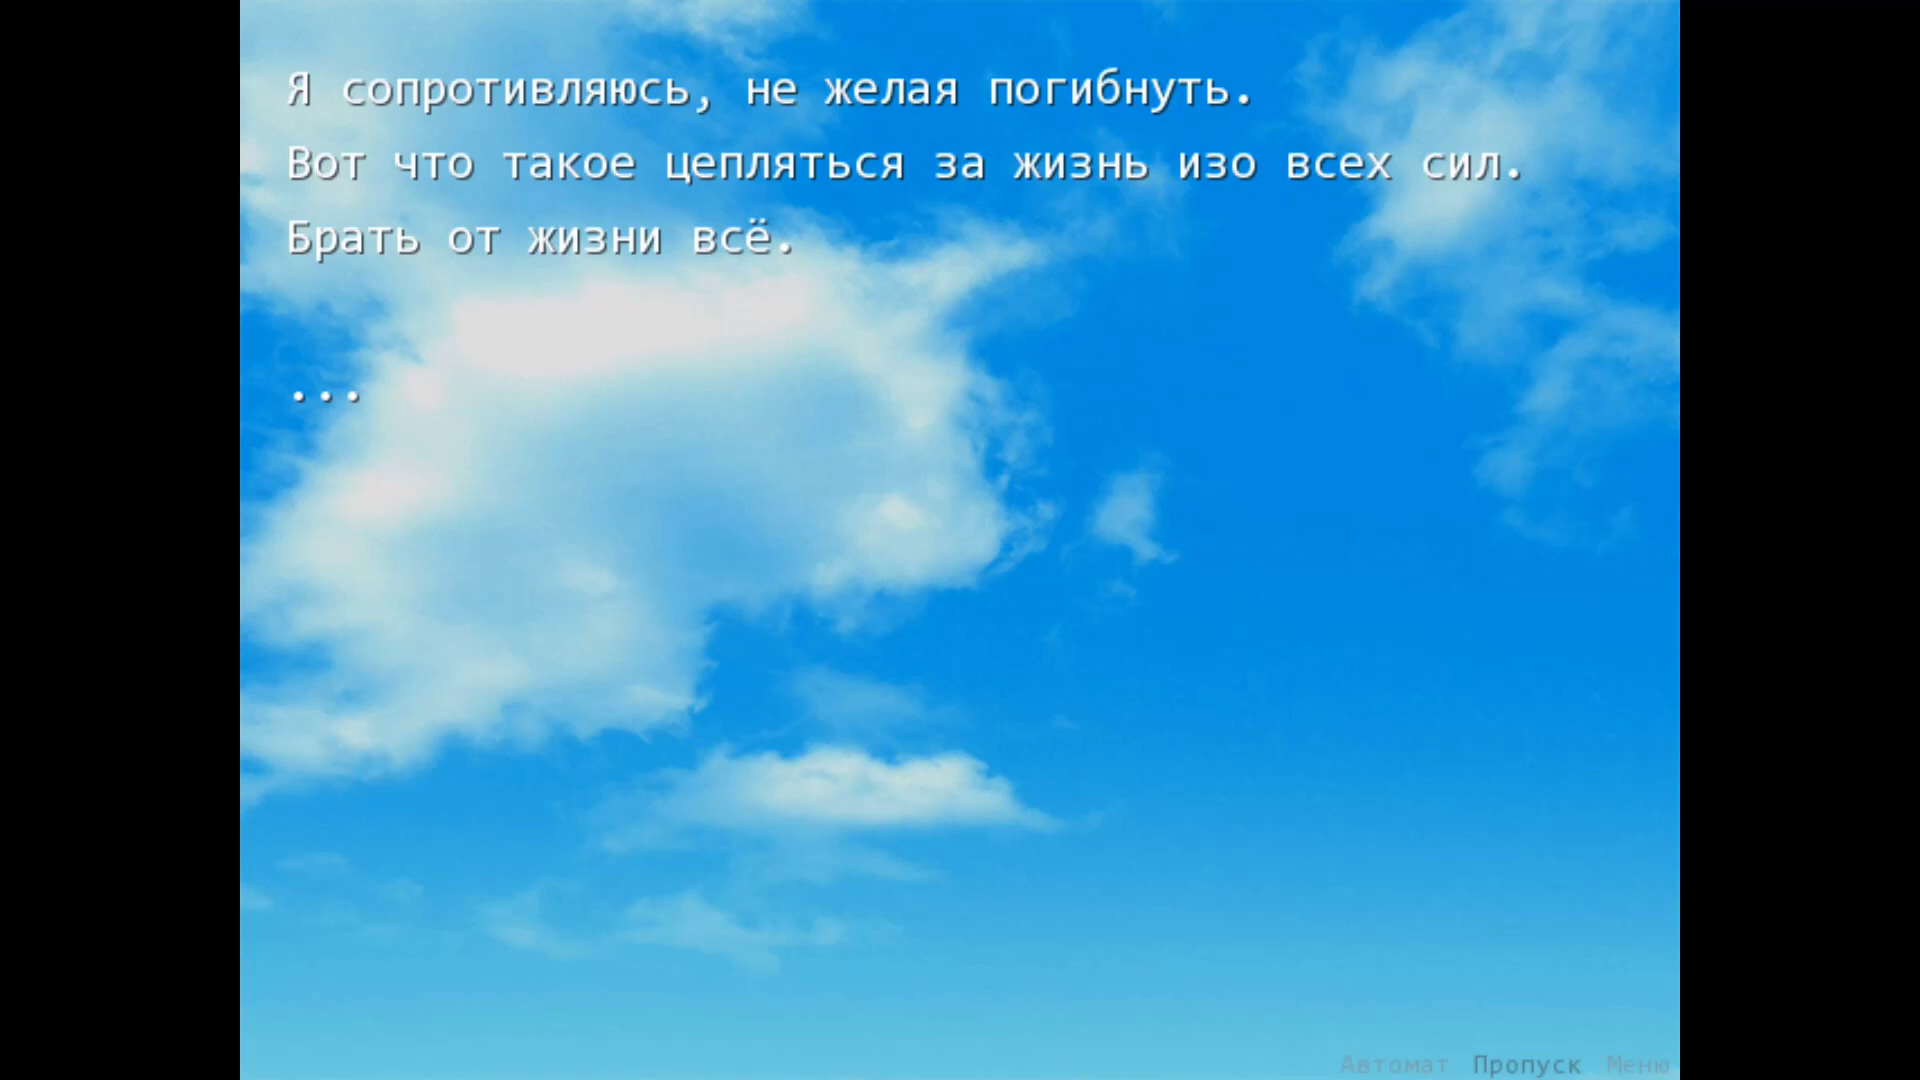 Я сопротивляюсь, не желая погибнуть.
Вот что такое цепляться за жизнь изо всех сил.
Брать от жизни всё.
...
Автомат Пропуск Меню